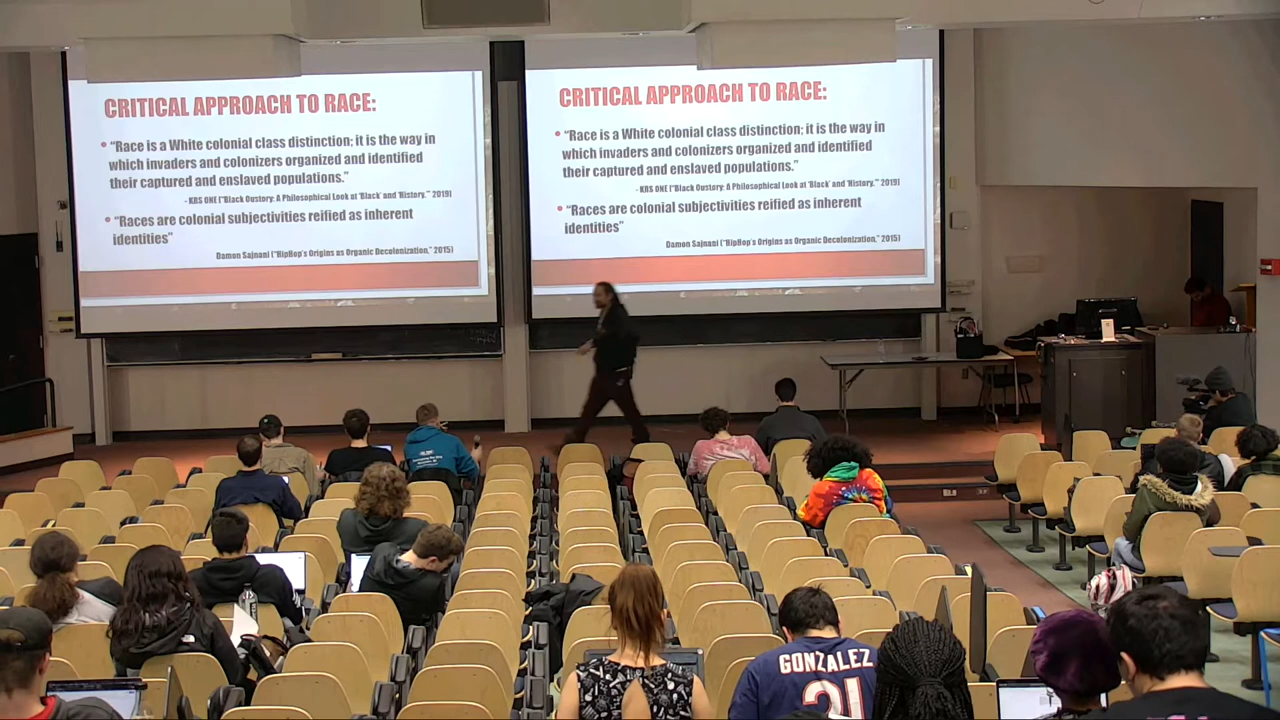 CRITICAL APPROACH TO RACE:
• “Race is a White colonial class distinction; it is the way in
which invaders and colonizers organized and identified
their captured and enslaved populations.”
- KRS ONE (“Black Oustory: A Philosophical Look at ‘Black’ and ‘History,’” 2019)
• “Races are colonial subjectivities reified as inherent
identities”
Damon Sajnani (“HipHop’s Origins as Organic Decolonization,” 2015)
CRITICAL APPROACH TO RACE:
• “Race is a White colonial class distinction; it is the way in
which invaders and colonizers organized and identified
their captured and enslaved populations.”
- KRS ONE (“Black Oustory: A Philosophical Look at ‘Black’ and ‘History,’” 2019)
• “Races are colonial subjectivities reified as inherent
identities”
Damon Sajnani (“HipHop’s Origins as Organic Decolonization,” 2015)
GONZALEZ
21